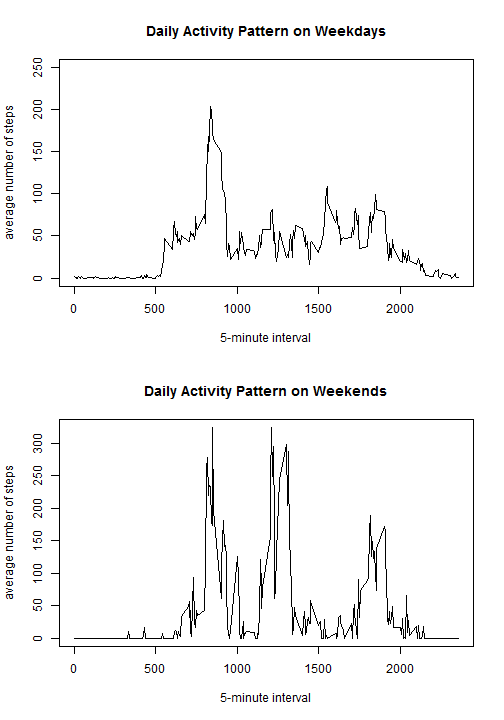 Daily Activity Pattern on Weekdays
average number of steps
250
200
150
100
50
0
0 500 1000 1500 2000
5-minute interval
Daily Activity Pattern on Weekends
average number of steps
300
250
200
150
100
50
0
0 500 1000 1500 2000
5-minute interval